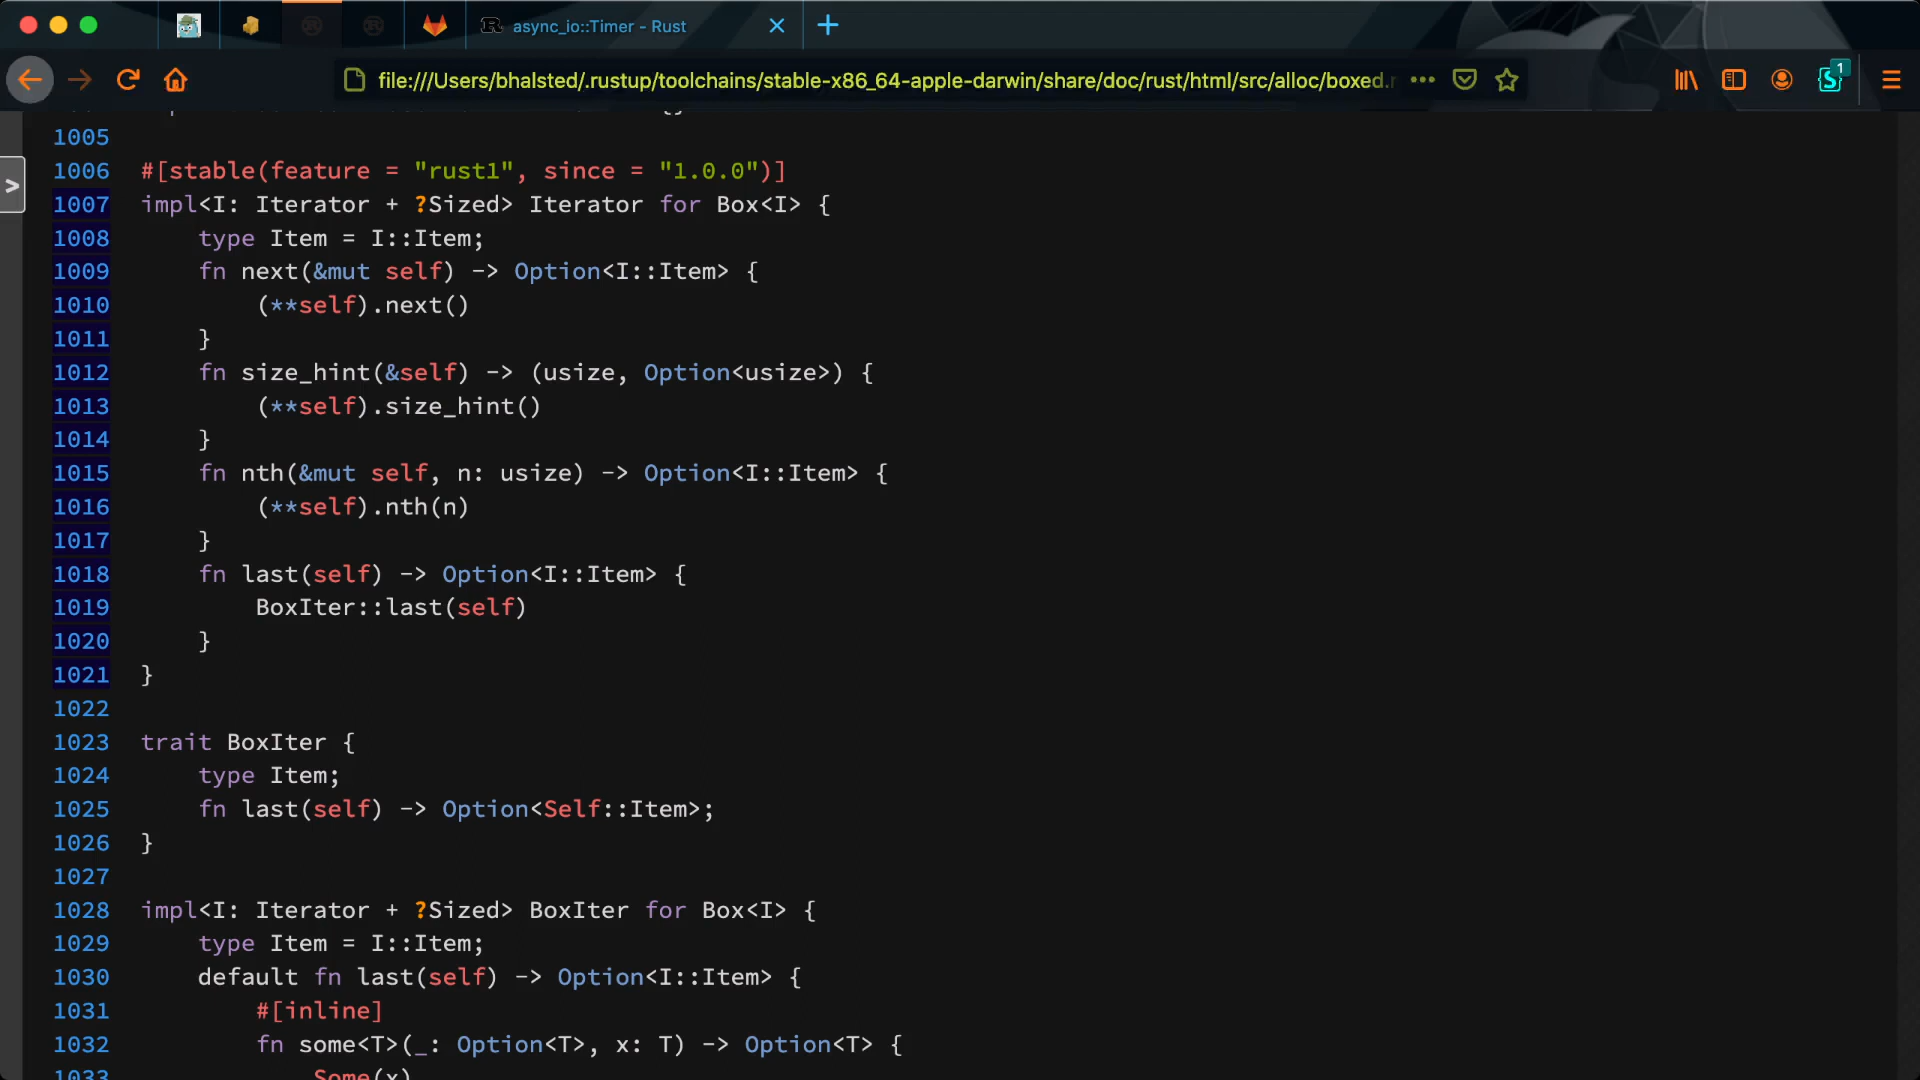 async_io::Timer - Rust
file:///Users/bhalsted/.rustup/toolchains/stable-x86_64-apple-darwin/share/doc/rust/html/src/alloc/boxed.r
1
>
1005
1006 #[stable(feature = "rust1", since = "1.0.0")]
1007 impl<I: Iterator + ?Sized> Iterator for Box<I> {
1008     type Item = I::Item;
1009     fn next(&mut self) -> Option<I::Item> {
1010         (**self).next()
1011     }
1012     fn size_hint(&self) -> (usize, Option<usize>) {
1013         (**self).size_hint()
1014     }
1015     fn nth(&mut self, n: usize) -> Option<I::Item> {
1016         (**self).nth(n)
1017     }
1018     fn last(self) -> Option<I::Item> {
1019         BoxIter::last(self)
1020     }
1021 }
1022
1023 trait BoxIter {
1024     type Item;
1025     fn last(self) -> Option<Self::Item>;
1026 }
1027
1028 impl<I: Iterator + ?Sized> BoxIter for Box<I> {
1029     type Item = I::Item;
1030     default fn last(self) -> Option<I::Item> {
1031         #[inline]
1032         fn some<T>(_: Option<T>, x: T) -> Option<T> {
1033             Some(x)